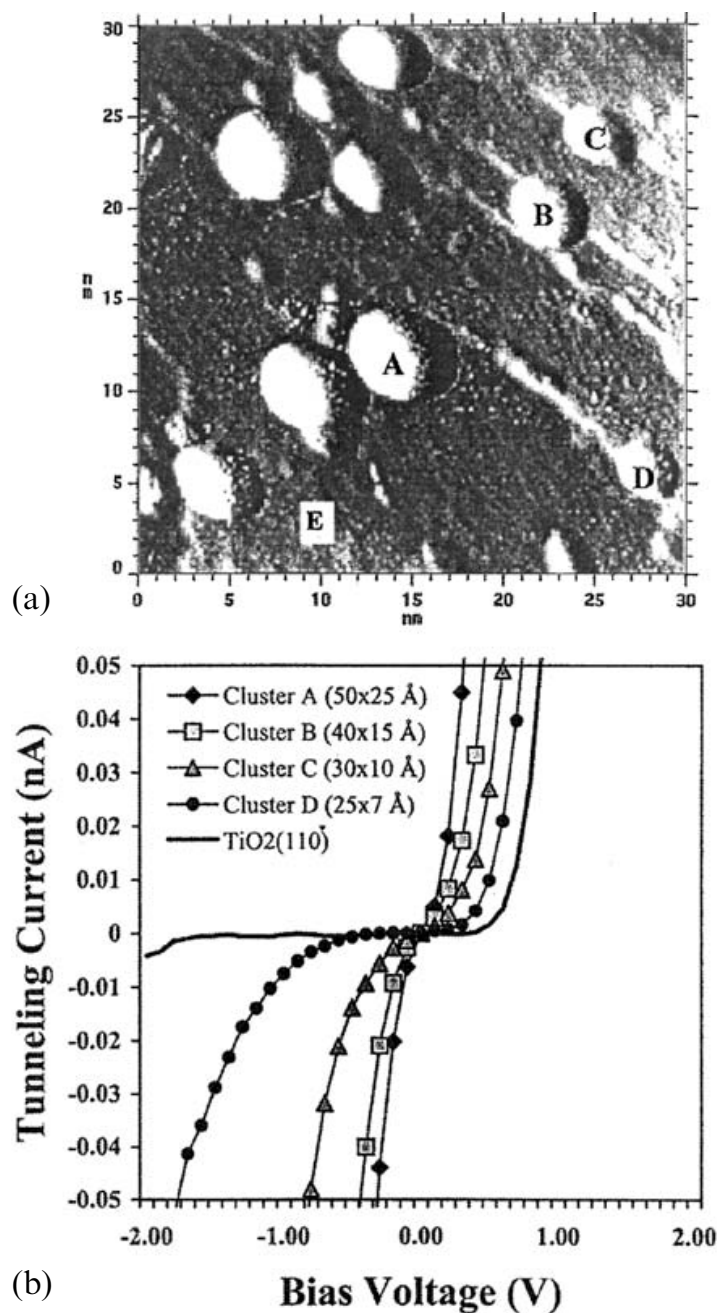 30
25
20
15
10
5
0
nm
A
B
C
D
E
0 5 10 15 20 25 30
nm
(a)
0.05
0.04
0.03
0.02
0.01
0
-0.01
-0.02
-0.03
-0.04
-0.05
Tunneling Current (nA)
Cluster A (50x25 Å)
Cluster B (40x15 Å)
Cluster C (30x10 Å)
Cluster D (25x7 Å)
TiO2(110)
-2.00 -1.00 0.00 1.00 2.00
(b)
Bias Voltage (V)